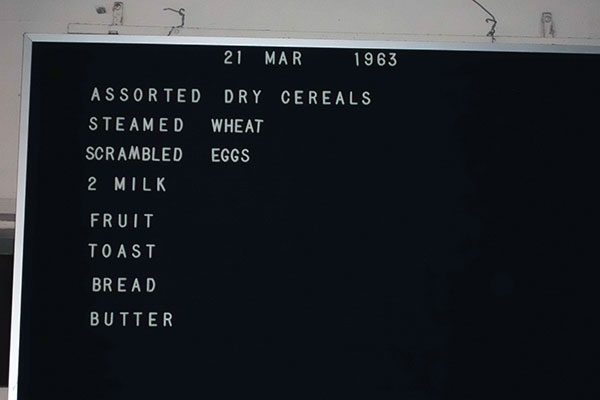 21 MAR 1963
ASSORTED DRY CEREALS
STEAMED WHEAT
SCRAMBLED EGGS
2 MILK
FRUIT
TOAST
BREAD
BUTTER